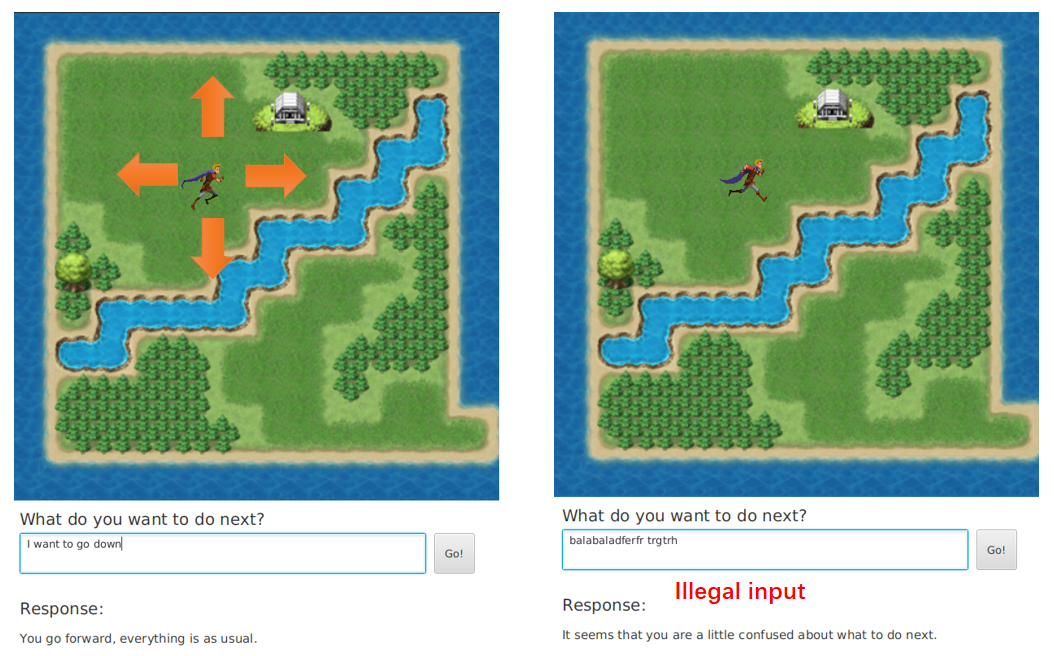 What do you want to do next?
I want to go down
Go!
Response:
You go forward, everything is as usual.
What do you want to do next?
balabaladferfr trgtrh
Go!
Illegal input
Response:
It seems that you are a little confused about what to do next.